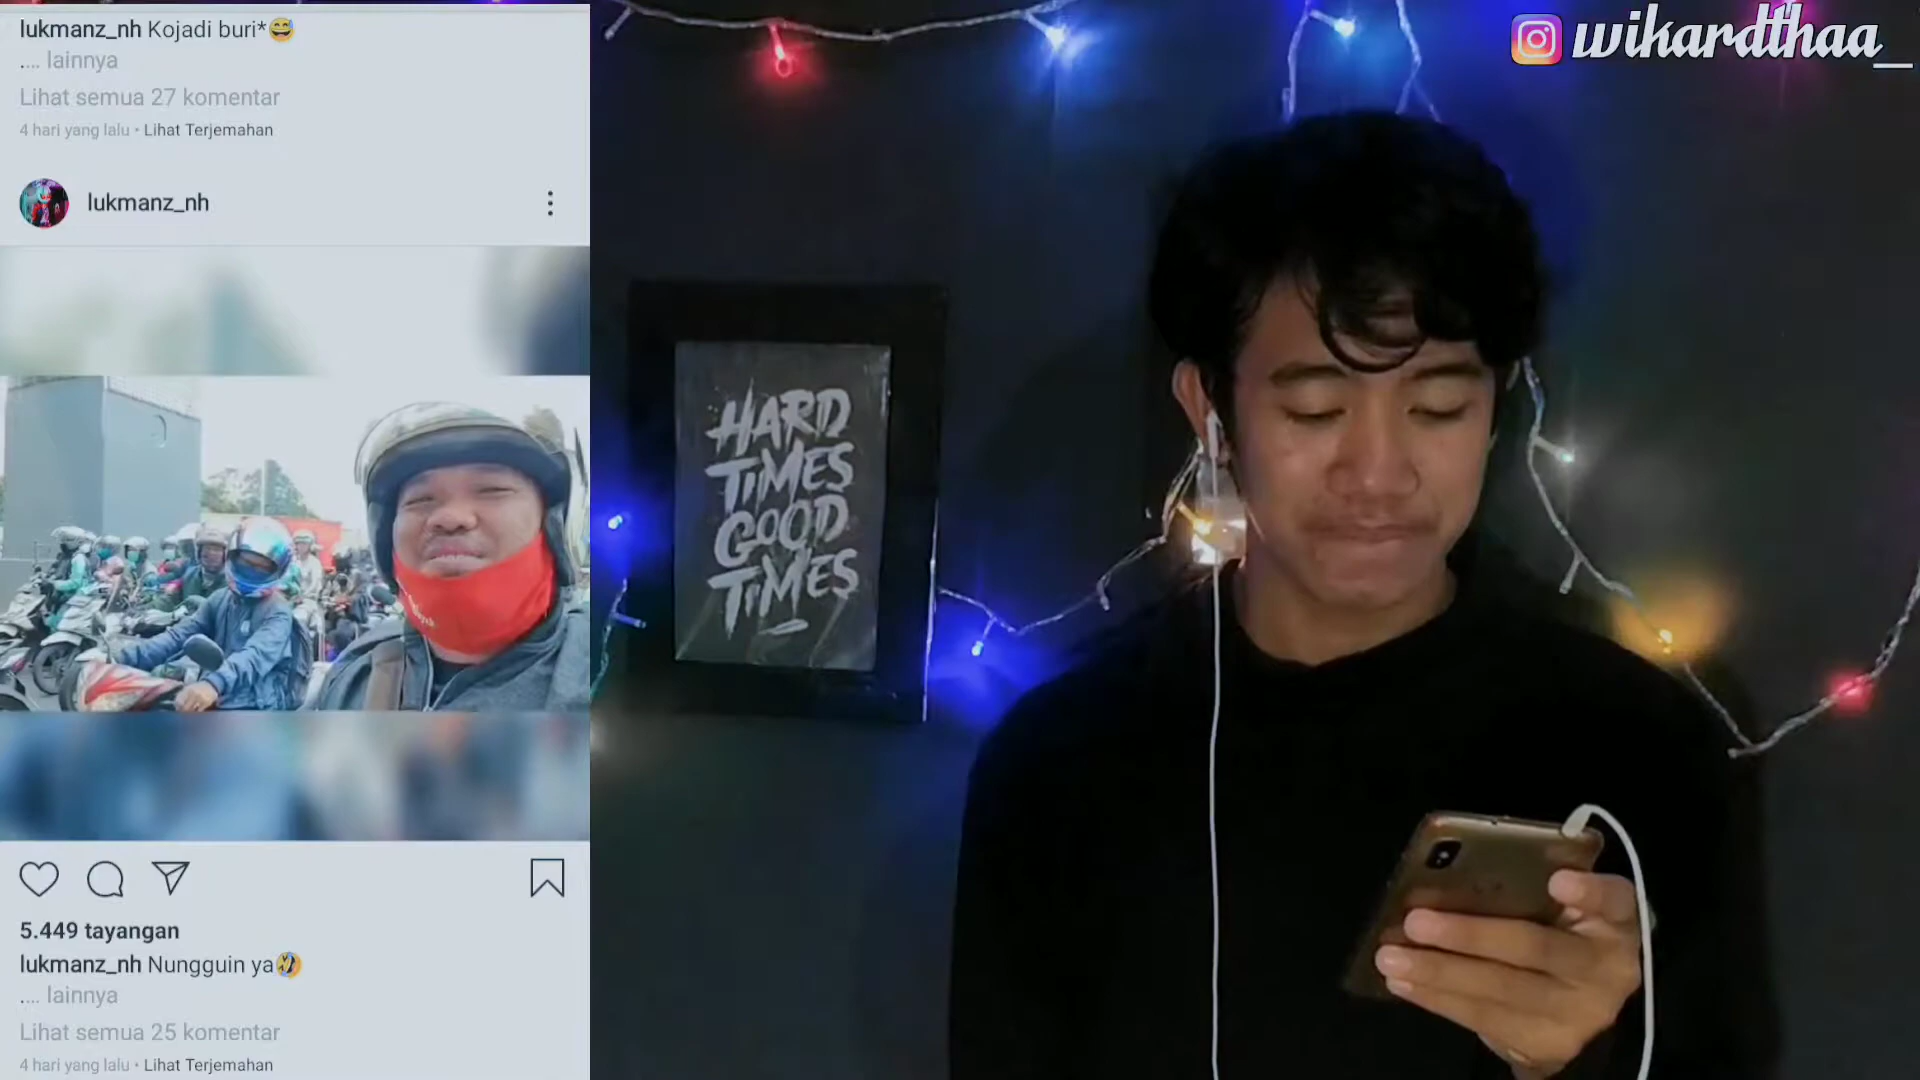 lukmanz_nh Kojadi buri*😅
.... lainnya
Lihat semua 27 komentar
4 hari yang lalu • Lihat Terjemahan
lukmanz_nh
5.449 tayangan
lukmanz_nh Nungguin ya🤣
.... lainnya
Lihat semua 25 komentar
4 hari yang lalu • Lihat Terjemahan
HARD
TIMES
GOOD
TIMES
wikardthaa_